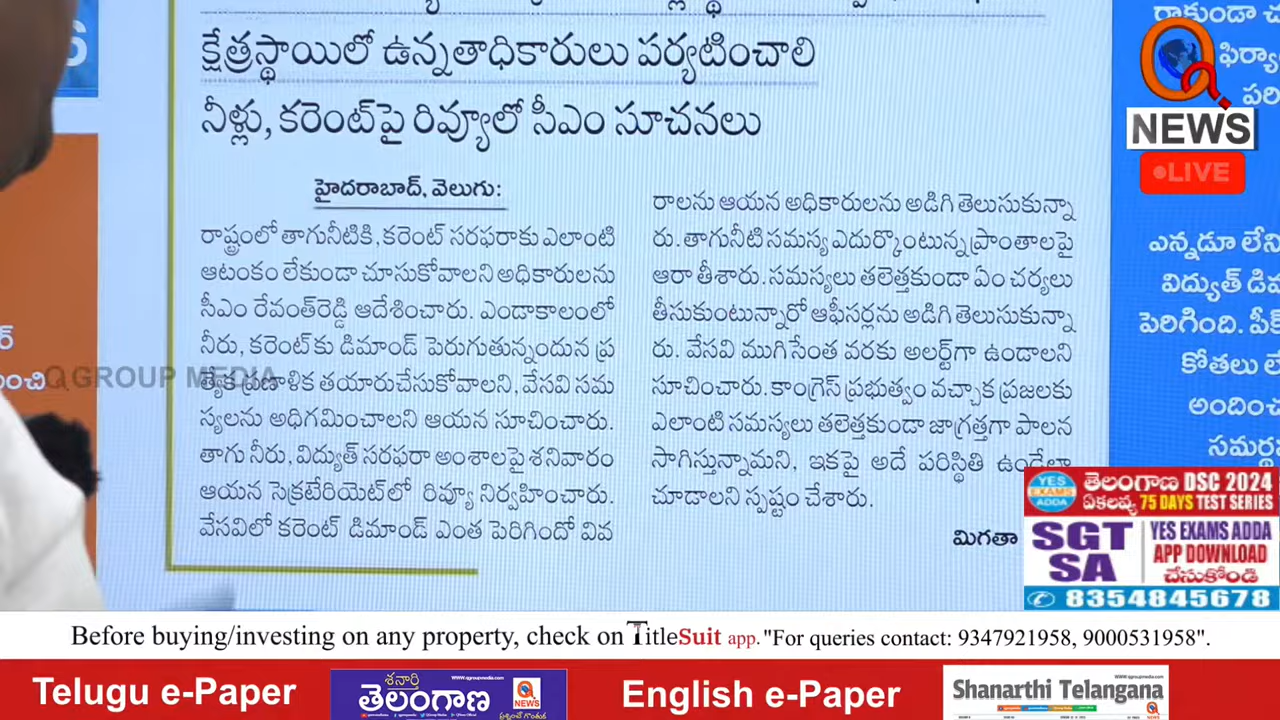 క్షేత్రస్థాయిలో ఉన్నతాధికారులు పర్యటించాలి
నీళ్లు, కరెంట్‌పై రివ్యూలో సీఎం సూచనలు
హైదరాబాద్, వెలుగు:
రాష్ట్రంలో తాగునీటికి, కరెంట్ సరఫరాకు ఎలాంటి
ఆటంకం లేకుండా చూసుకోవాలని అధికారులను
సీఎం రేవంత్‌రెడ్డి ఆదేశించారు. ఎండాకాలంలో
నీరు, కరెంట్‌కు డిమాండ్ పెరుగుతున్నందున ప్ర
త్యేక ప్రణాళిక తయారుచేసుకోవాలని, వేసవి సమ
స్యలను అధిగమించాలని ఆయన సూచించారు.
తాగు నీరు, విద్యుత్ సరఫరా అంశాలపై శనివారం
ఆయన సెక్రటేరియెట్‌లో రివ్యూ నిర్వహించారు.
వేసవిలో కరెంట్ డిమాండ్ ఎంత పెరిగిందో వివ
రాలను ఆయన అధికారులను అడిగి తెలుసుకున్నా
రు. తాగునీటి సమస్య ఎదుర్కొంటున్న ప్రాంతాలపై
ఆరా తీశారు. సమస్యలు తలెత్తకుండా ఏం చర్యలు
తీసుకుంటున్నారో ఆఫీసర్లను అడిగి తెలుసుకున్నా
రు. వేసవి ముగిసేంత వరకు అలర్ట్‌గా ఉండాలని
సూచించారు. కాంగ్రెస్ ప్రభుత్వం వచ్చాక ప్రజలకు
ఎలాంటి సమస్యలు తలెత్తకుండా జాగ్రత్తగా పాలన
సాగిస్తున్నామని, ఇకపై అదే పరిస్థితి ఉండేలా
చూడాలని స్పష్టం చేశారు.
మిగతా
ఎన్నడూ లేని
విద్యుత్ డిమ
పెరిగింది. పీక్
కోతలు లే
అందించ
సమర్థవ
Q GROUP MEDIA
NEWS
LIVE
YES EXAMS ADDA
తెలంగాణ DSC 2024
ఏకలవ్య 75 DAYS TEST SERIES
SGT SA
YES EXAMS ADDA
APP DOWNLOAD
చేసుకోండి
8354845678
Before buying/investing on any property, check on TitleSuit app. "For queries contact: 9347921958, 9000531958".
Telugu e-Paper
శనార్తి
తెలంగాణ
NEWS
English e-Paper
Shanarthi Telangana